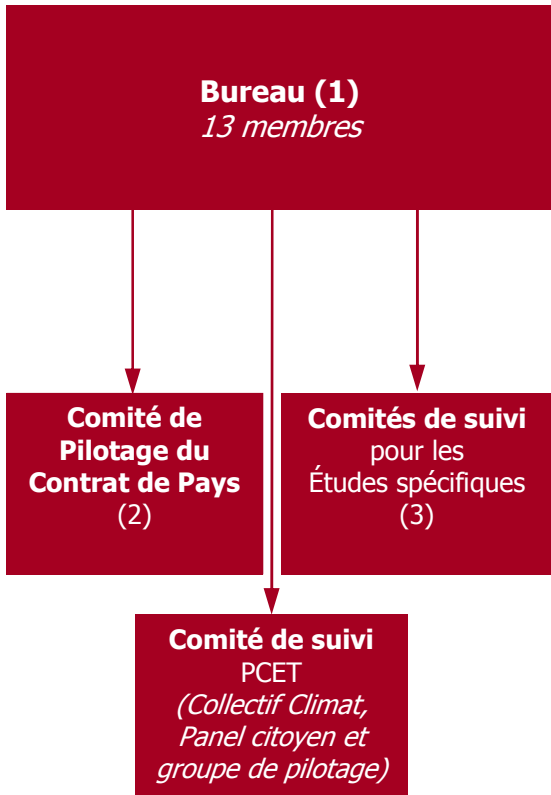 Bureau (1)
13 membres
Comité de
Pilotage du
Contrat de Pays
(2)
Comités de suivi
pour les
Études spécifiques
(3)
Comité de suivi
PCET
(Collectif Climat,
Panel citoyen et
groupe de pilotage)